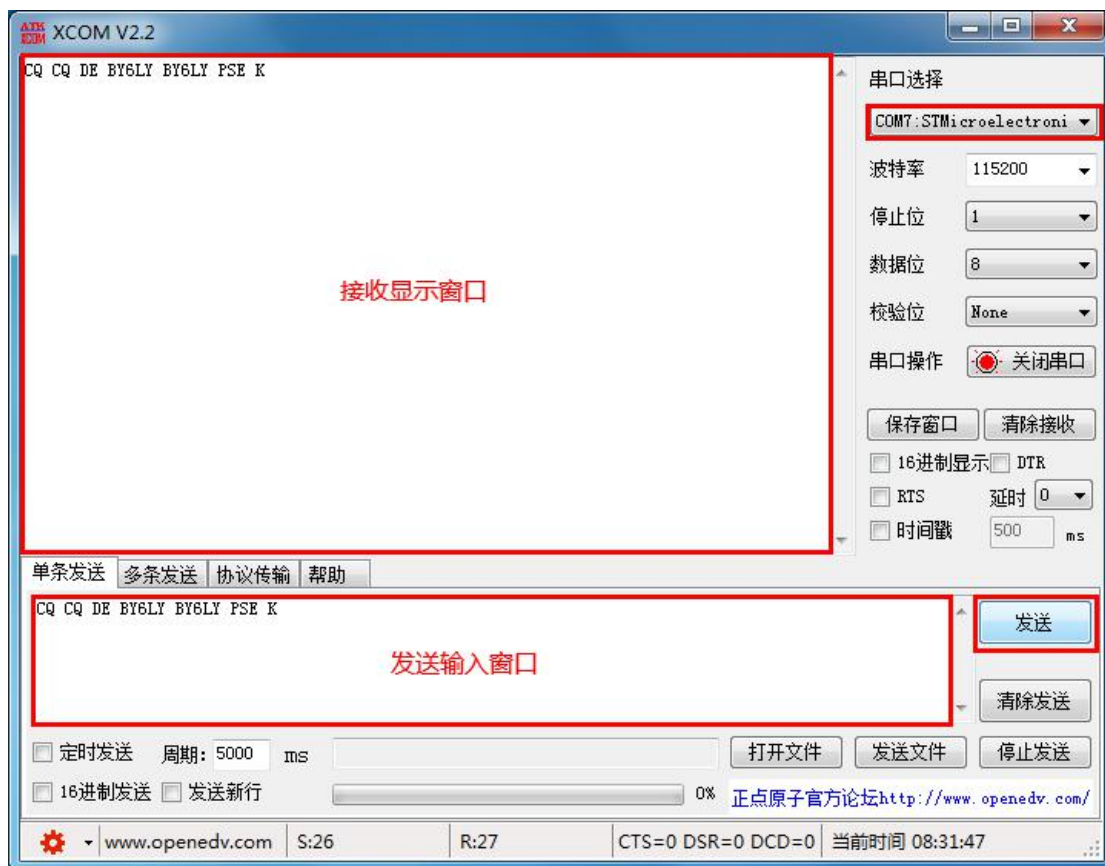 ATK XCOM XCOM V2.2
CQ CQ DE BY6LY BY6LY PSE K
接收显示窗口
串口选择
COM7:STMicroelectroni
波特率 115200
停止位 1
数据位 8
校验位 None
串口操作 关闭串口
保存窗口 清除接收
16进制显示 DTR
RTS 延时 0
时间戳 500 ms
单条发送 多条发送 协议传输 帮助
CQ CQ DE BY6LY BY6LY PSE K
发送输入窗口
发送
清除发送
定时发送 周期: 5000 ms 打开文件 发送文件 停止发送
16进制发送 发送新行 0% 正点原子官方论坛http://www.openedv.com/
www.openedv.com S:26 R:27 CTS=0 DSR=0 DCD=0 当前时间 08:31:47